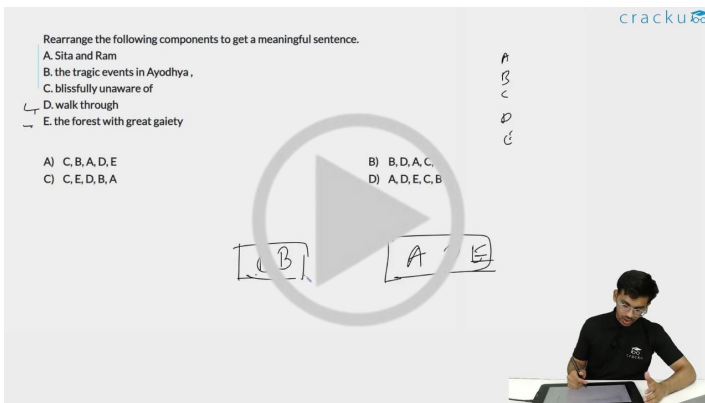 cracku
Rearrange the following components to get a meaningful sentence.
A. Sita and Ram
B. the tragic events in Ayodhya ,
C. blissfully unaware of
D. walk through
E. the forest with great gaiety
A
B
C
D
E
A) C, B, A, D, E
B) B, D, A, C,
C) C, E, D, B, A
D) A, D, E, C, B
B A E